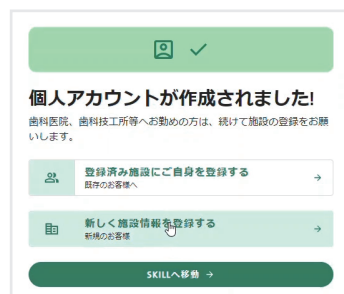 個人アカウントが作成されました!
歯科医院、歯科技工所等へお勤めの方は、続けて施設の登録をお願
いします。
登録済み施設にご自身を登録する
既存のお客様へ
新しく施設情報を登録する
新規のお客様
SKILLへ移動 →